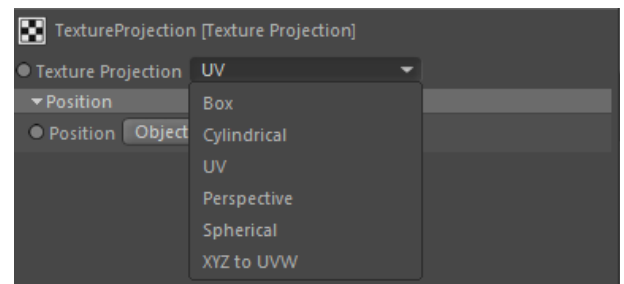 TextureProjection [Texture Projection]
Texture Projection UV
Position
Box
Position Object
Cylindrical
UV
Perspective
Spherical
XYZ to UVW